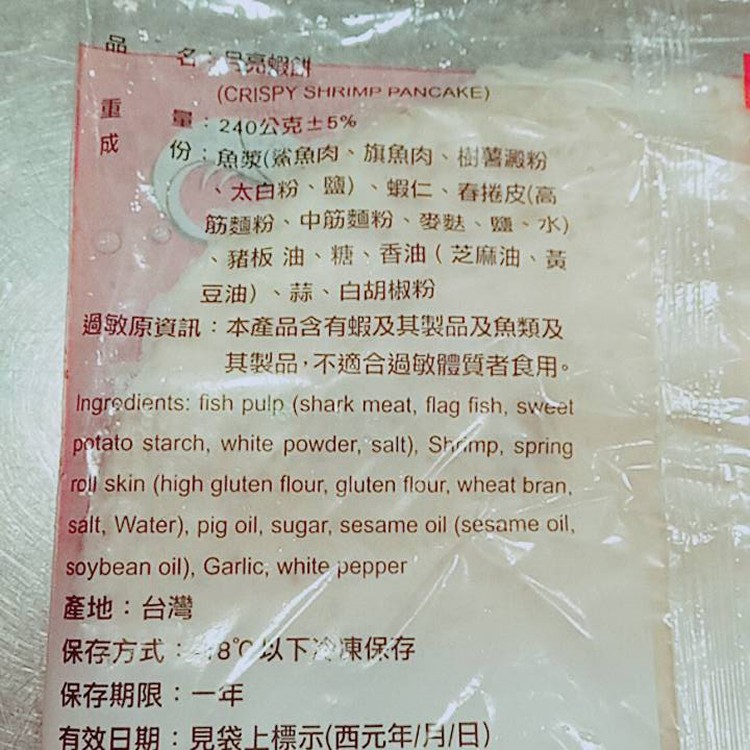 品 名：月亮蝦餅
(CRISPY SHRIMP PANCAKE)
重 量：240公克±5%
成 份：魚漿(鯊魚肉、旗魚肉、樹薯澱粉
、太白粉、鹽)、蝦仁、春捲皮(高
筋麵粉、中筋麵粉、麥麩、鹽、水)
、豬板 油、糖、香油 ( 芝麻油、黃
豆油) 、蒜、白胡椒粉
過敏原資訊：本產品含有蝦及其製品及魚類及
其製品，不適合過敏體質者食用。
Ingredients: fish pulp (shark meat, flag fish, sweet
potato starch, white powder, salt), Shrimp, spring
roll skin (high gluten flour, gluten flour, wheat bran,
salt, Water), pig oil, sugar, sesame oil (sesame oil,
soybean oil), Garlic, white pepper
產地：台灣
保存方式：-18℃以下冷凍保存
保存期限：一年
有效日期：見袋上標示(西元年/月/日)